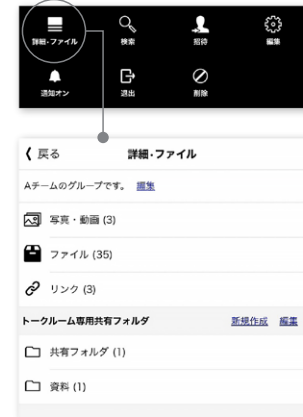 詳細・ファイル
検索
招待
編集
通知オン
退出
削除
戻る
詳細・ファイル
Aチームのグループです。 編集
写真・動画 (3)
ファイル (35)
リンク (3)
トークルーム専用共有フォルダ 新規作成 編集
共有フォルダ (1)
資料 (1)